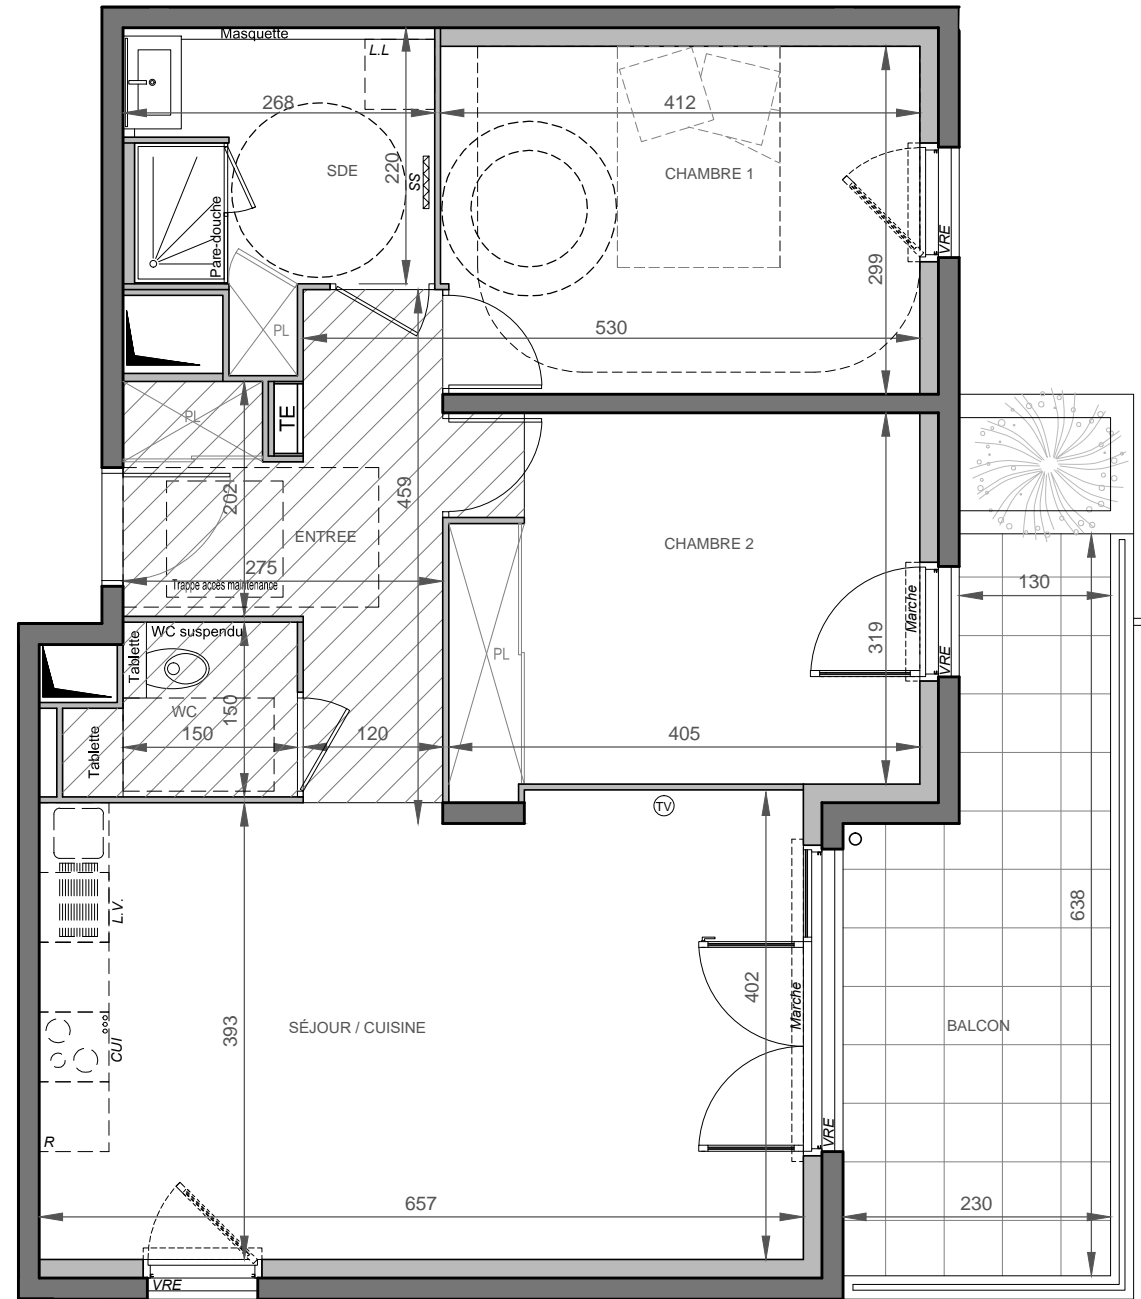 Masquette
L.L
268
412
SDE
220
SS
CHAMBRE 1
Pare-douche
VRE
299
PL
530
PL
TE
202
459
ENTREE
CHAMBRE 2
275
Trappe accès maintenance
130
Marche
319
VRE
WC suspendu
Tablette
PL
WC
150
150
120
405
Tablette
TV
638
L.V.
402
Marche
393
SÉJOUR / CUISINE
BALCON
CUI
VRE
R
657
230
VRE